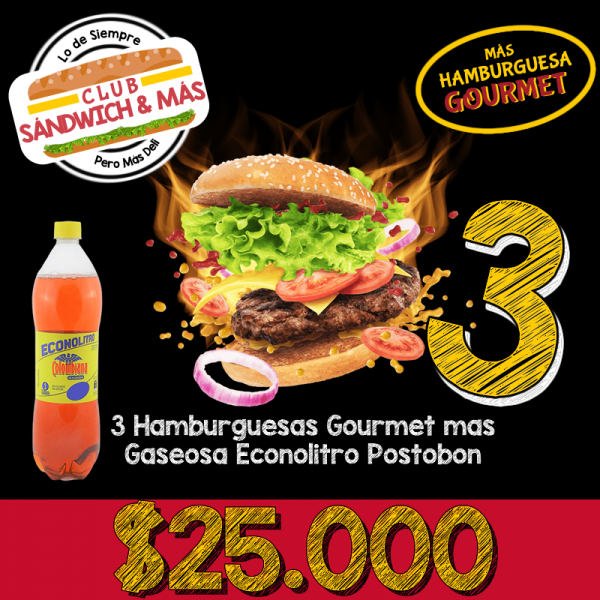 Lo de Siempre
CLUB
SÁNDWICH & MÁS
Pero Mas Deli
MÁS
HAMBURGUESA
GOURMET
3
ECONOLITRO
Colombiana
3 Hamburguesas Gourmet mas
Gaseosa Econolitro Postobon
$25.000